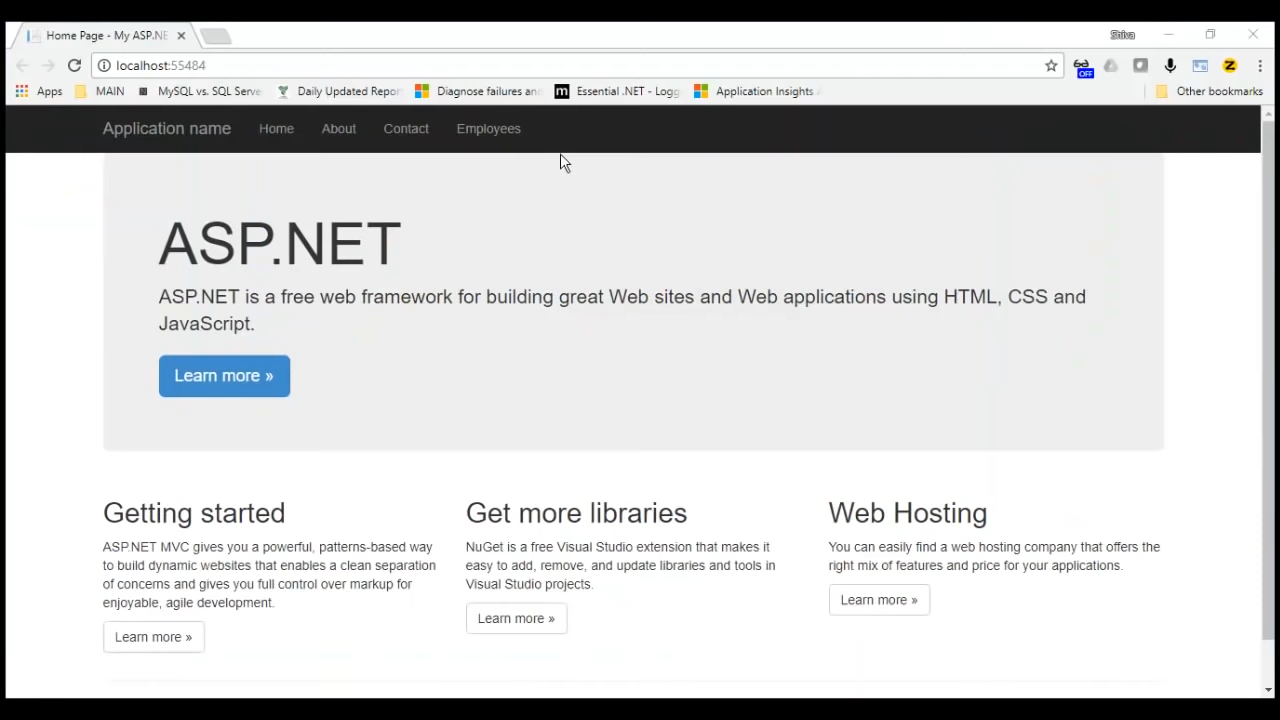 Home Page - My ASP.NE
Shiva
localhost:55484
OFF
Apps MAIN MySQL vs. SQL Serve Daily Updated Repor Diagnose failures an Essential .NET - Logg Application Insights Other bookmarks
Application name Home About Contact Employees
ASP.NET
ASP.NET is a free web framework for building great Web sites and Web applications using HTML, CSS and
JavaScript.
Learn more »
Getting started
ASP.NET MVC gives you a powerful, patterns-based way
to build dynamic websites that enables a clean separation
of concerns and gives you full control over markup for
enjoyable, agile development.
Learn more »
Get more libraries
NuGet is a free Visual Studio extension that makes it
easy to add, remove, and update libraries and tools in
Visual Studio projects.
Learn more »
Web Hosting
You can easily find a web hosting company that offers the
right mix of features and price for your applications.
Learn more »